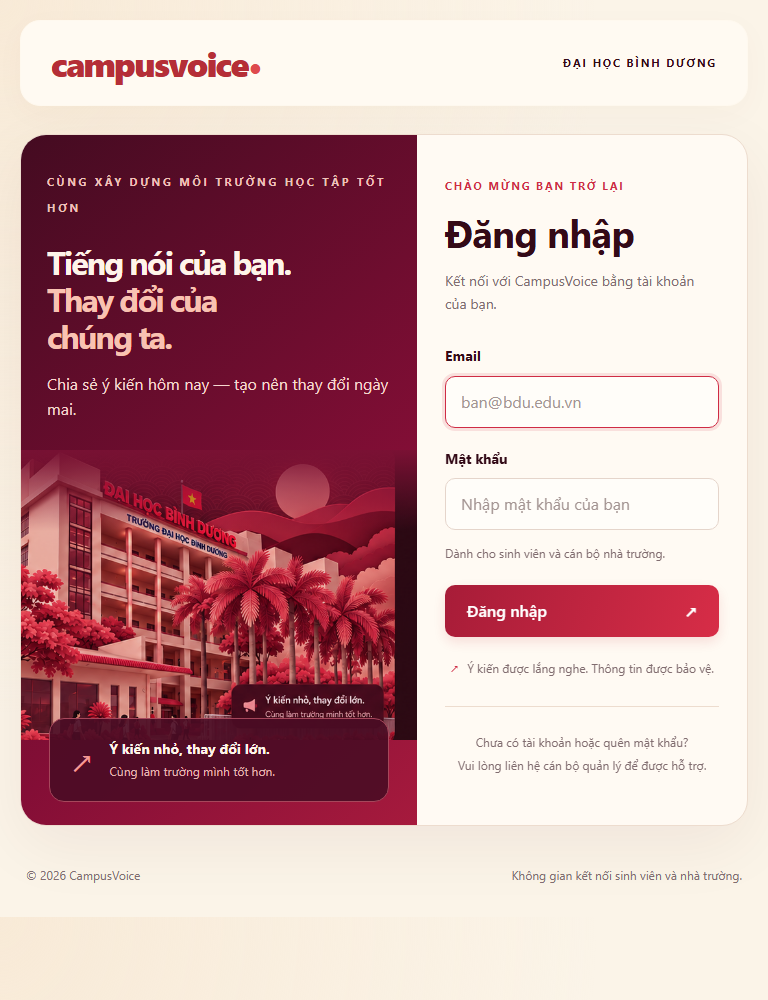 campusvoice
ĐẠI HỌC BÌNH DƯƠNG
CÙNG XÂY DỰNG MÔI TRƯỜNG HỌC TẬP TỐT
HƠN
Tiếng nói của bạn.
Thay đổi của
chúng ta.
Chia sẻ ý kiến hôm nay — tạo nên thay đổi ngày
mai.
ĐẠI HỌC BÌNH DƯƠNG
TRƯỜNG ĐẠI HỌC BÌNH DƯƠNG
Ý kiến nhỏ, thay đổi lớn.
Cùng làm trường mình tốt hơn.
Ý kiến nhỏ, thay đổi lớn.
Cùng làm trường mình tốt hơn.
CHÀO MỪNG BẠN TRỞ LẠI
Đăng nhập
Kết nối với CampusVoice bằng tài khoản
của bạn.
Email
ban@bdu.edu.vn
Mật khẩu
Nhập mật khẩu của bạn
Dành cho sinh viên và cán bộ nhà trường.
Đăng nhập ↗
↗ Ý kiến được lắng nghe. Thông tin được bảo vệ.
Chưa có tài khoản hoặc quên mật khẩu?
Vui lòng liên hệ cán bộ quản lý để được hỗ trợ.
© 2026 CampusVoice
Không gian kết nối sinh viên và nhà trường.